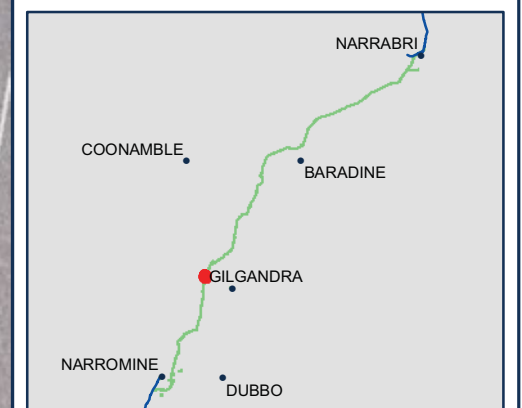 NARRABRI
COONAMBLE
BARADINE
GILGANDRA
NARROMINE
DUBBO